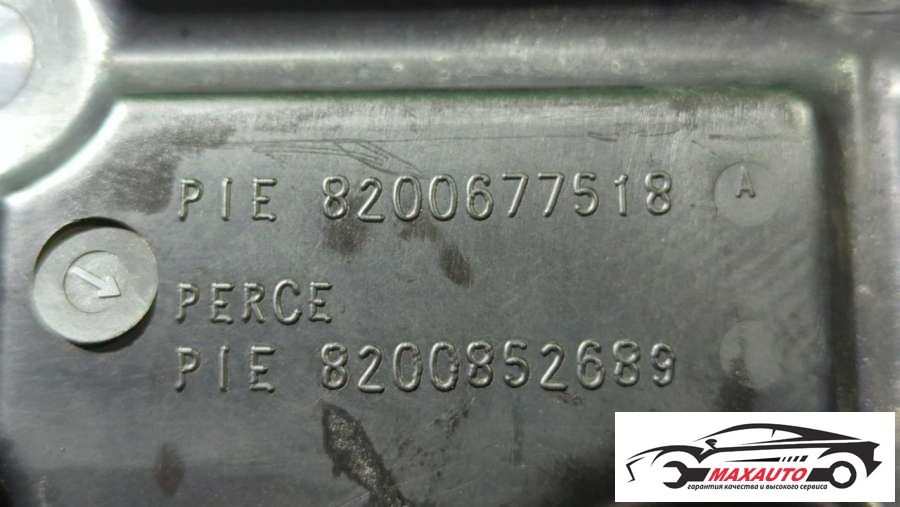 PIE 8200677518 A
PERCE
PIE 8200852689
MAXAUTO
гарантия качества и высокого сервиса